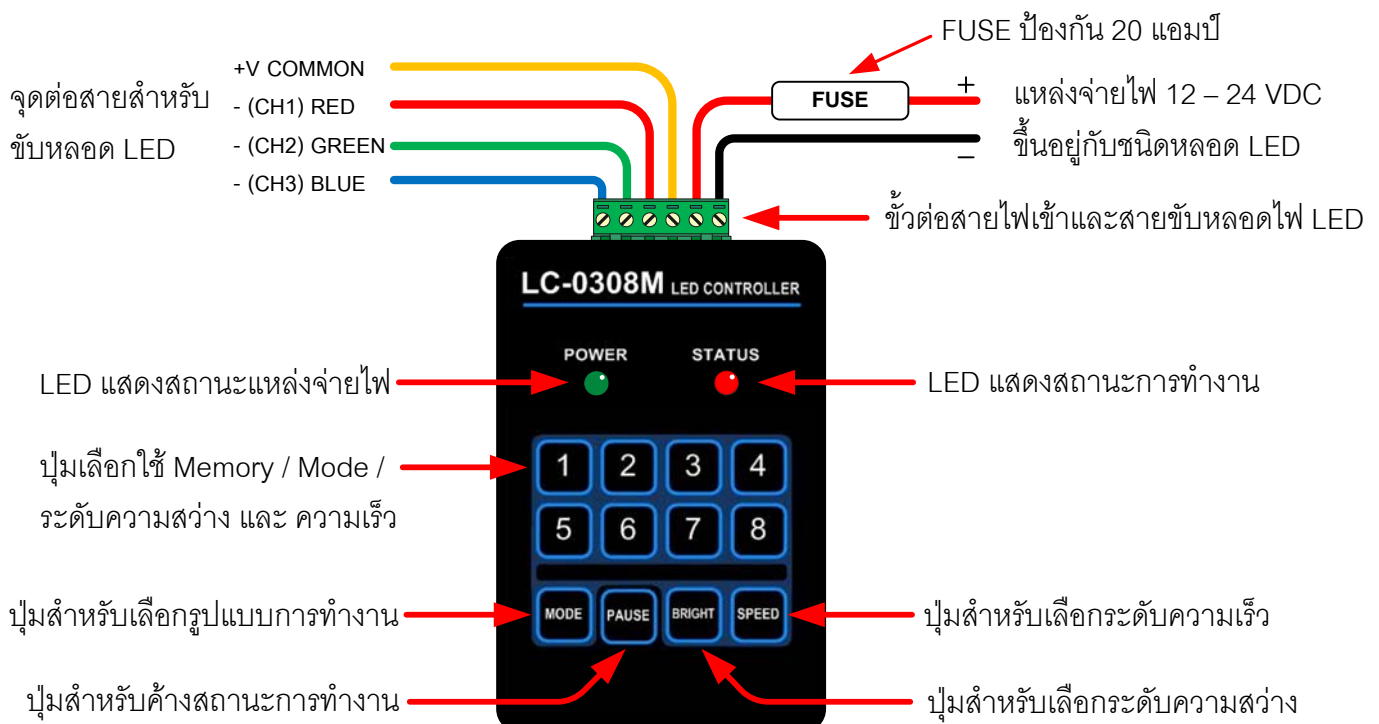 FUSE ป้องกัน 20 แอมป์
+V COMMON
- (CH1) RED
- (CH2) GREEN
- (CH3) BLUE
จุดต่อสายสำหรับ
ขับหลอด LED
FUSE
+
–
แหล่งจ่ายไฟ 12 – 24 VDC
ขึ้นอยู่กับชนิดหลอด LED
ขั้วต่อสายไฟเข้าและสายขับหลอดไฟ LED
LC-0308M LED CONTROLLER
POWER
STATUS
LED แสดงสถานะแหล่งจ่ายไฟ
LED แสดงสถานะการทำงาน
ปุ่มเลือกใช้ Memory / Mode /
ระดับความสว่าง และ ความเร็ว
1 2 3 4
5 6 7 8
MODE PAUSE BRIGHT SPEED
ปุ่มสำหรับเลือกรูปแบบการทำงาน
ปุ่มสำหรับเลือกระดับความเร็ว
ปุ่มสำหรับค้างสถานะการทำงาน
ปุ่มสำหรับเลือกระดับความสว่าง